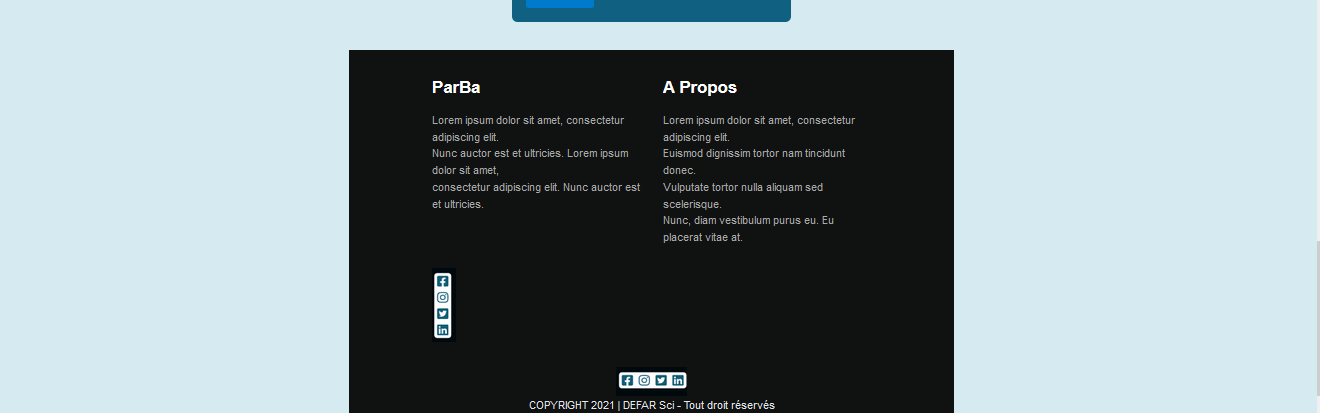 ParBa
Lorem ipsum dolor sit amet, consectetur
adipiscing elit.
Nunc auctor est et ultricies. Lorem ipsum
dolor sit amet,
consectetur adipiscing elit. Nunc auctor est
et ultricies.
A Propos
Lorem ipsum dolor sit amet, consectetur
adipiscing elit.
Euismod dignissim tortor nam tincidunt
donec.
Vulputate tortor nulla aliquam sed
scelerisque.
Nunc, diam vestibulum purus eu. Eu
placerat vitae at.
COPYRIGHT 2021 | DEFAR Sci - Tout droit réservés